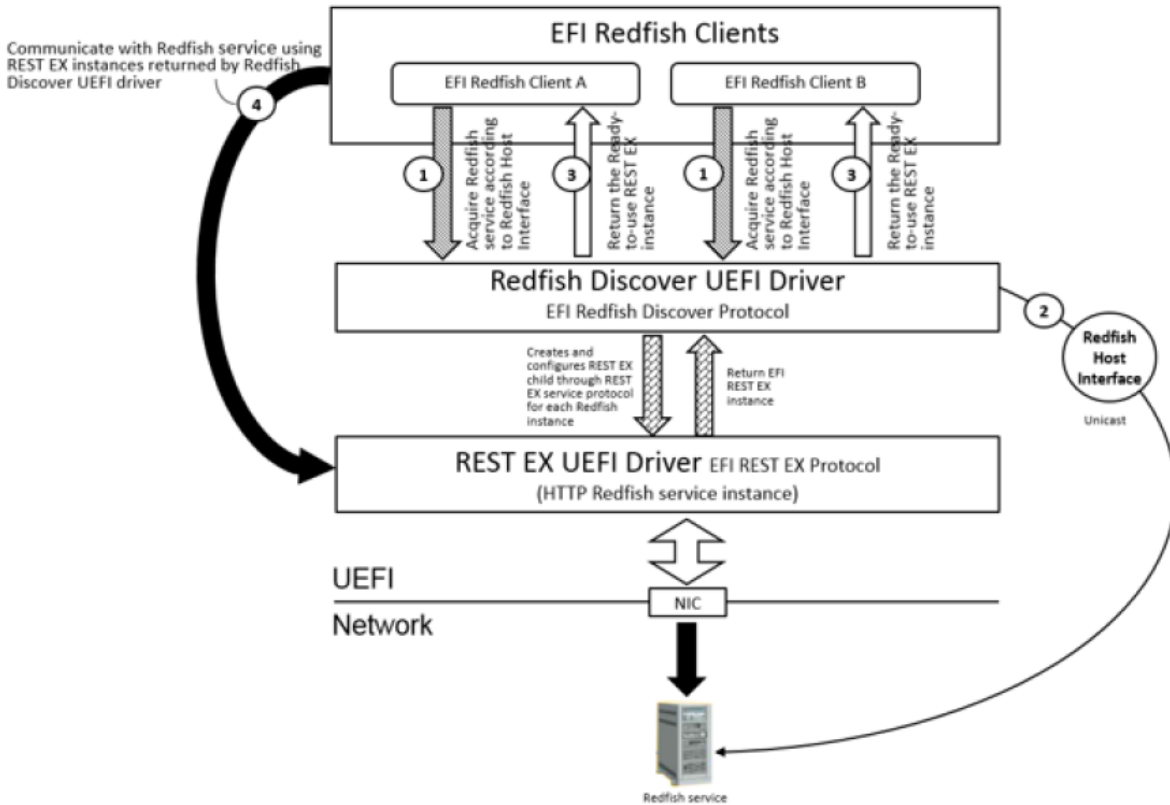 EFI Redfish Clients
Communicate with Redfish service using
REST EX instances returned by Redfish
Discover UEFI driver
4
EFI Redfish Client A
EFI Redfish Client B
1
Acquire Redfish
service according
to Redfish Host
Interface
3
Return the Ready-
to-use REST EX
instance
1
Acquire Redfish
service according
to Redfish Host
Interface
3
Return the Ready-
to-use REST EX
instance
Redfish Discover UEFI Driver
EFI Redfish Discover Protocol
2
Redfish
Host
Interface
Unicast
Creates and
configures REST EX
child through REST
EX service protocol
for each Redfish
instance
Return EFI
REST EX
instance
REST EX UEFI Driver EFI REST EX Protocol
(HTTP Redfish service instance)
UEFI
NIC
Network
Redfish service